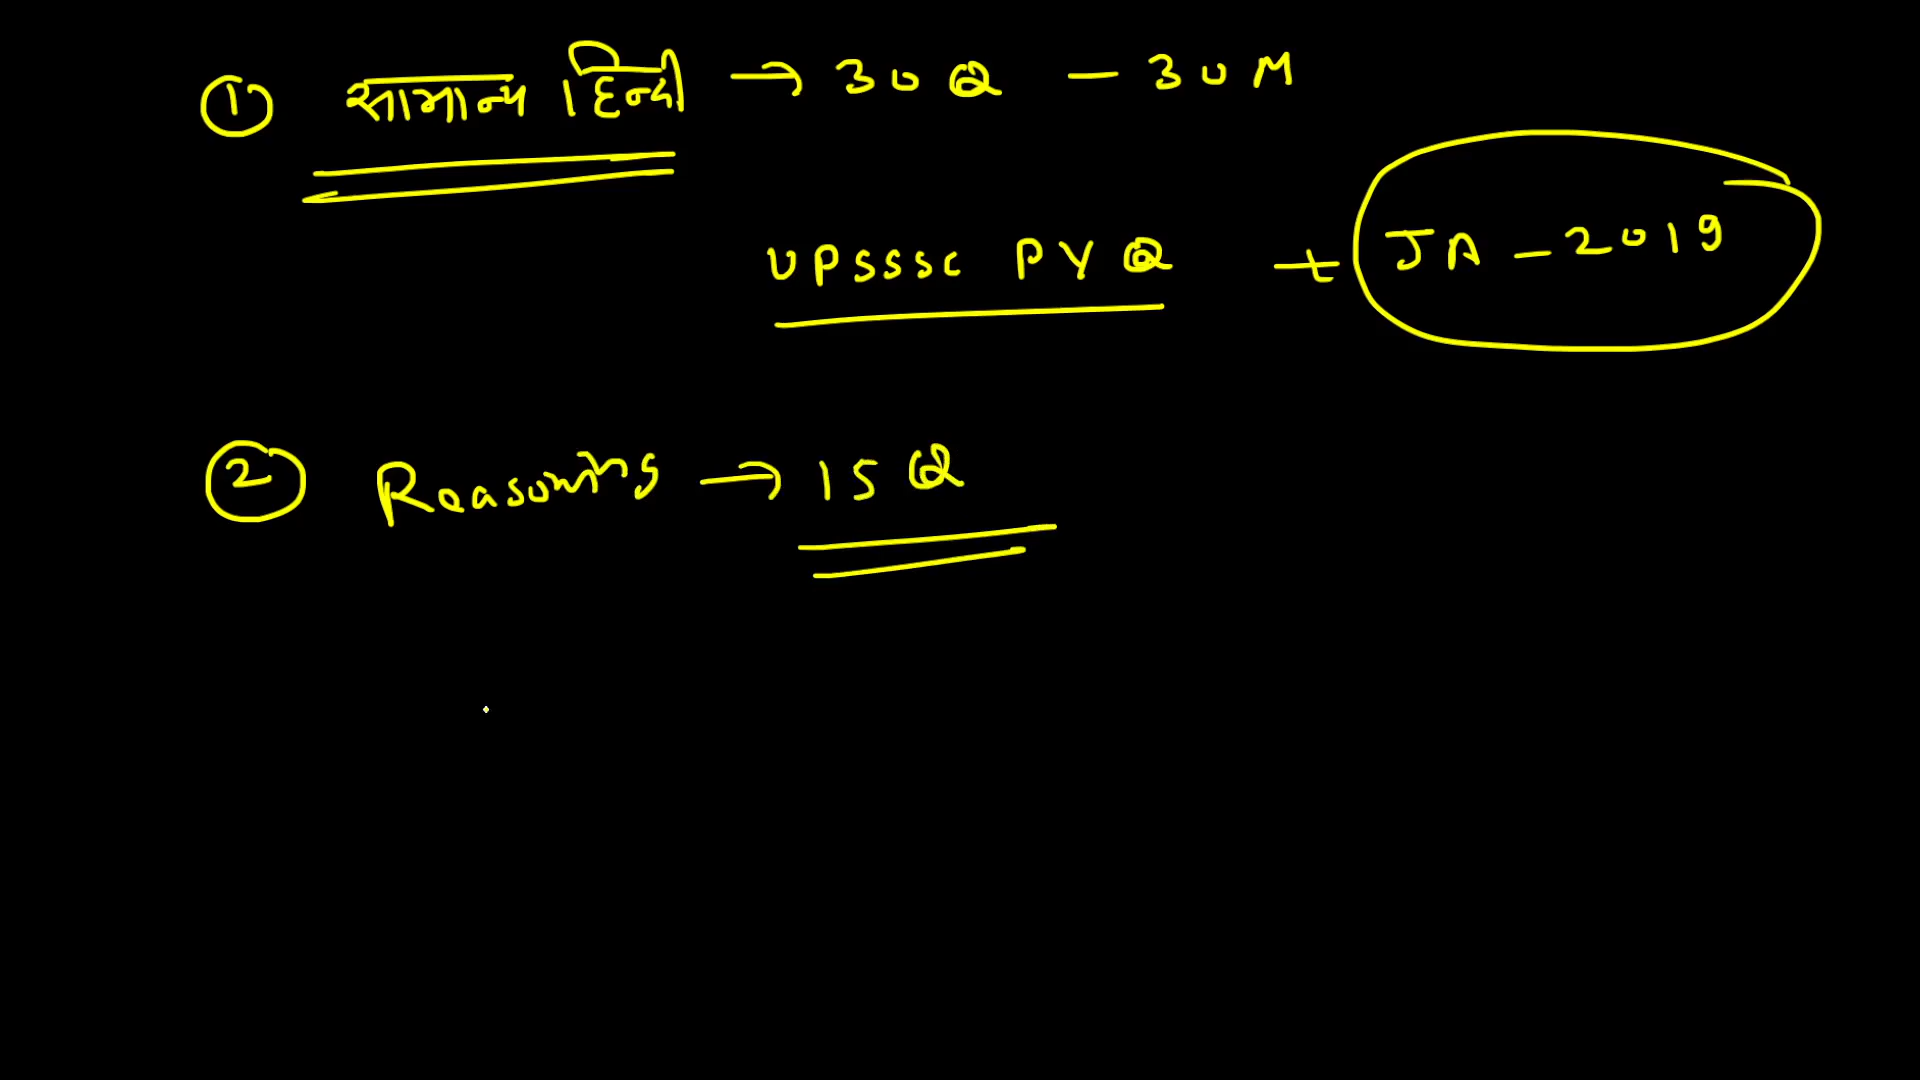 ① सामान्य हिन्दी → 30 Q - 30 M
UPSSSC PYQ + JA - 2019
② Reasoning → 15 Q